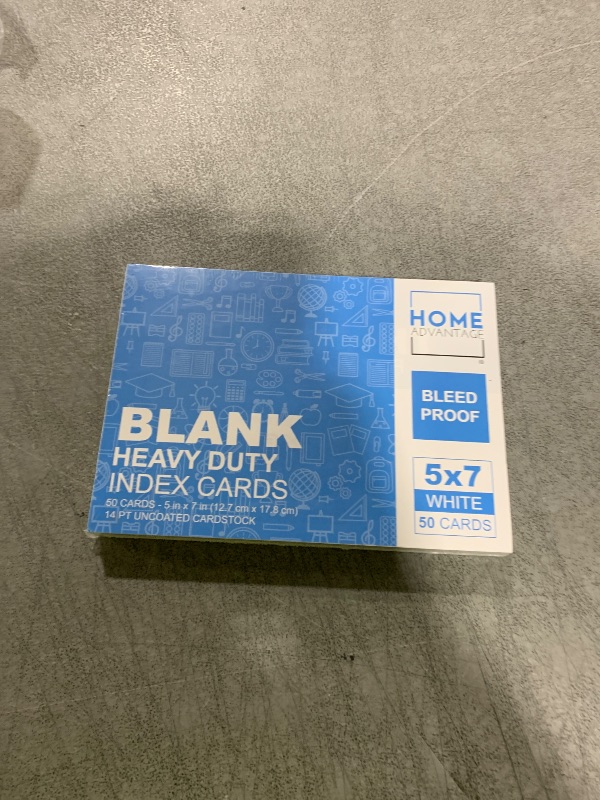 BLANK
HEAVY DUTY
INDEX CARDS
50 CARDS - 5 in x 7 in (12.7 cm x 17.8 cm)
14 PT UNCOATED CARDSTOCK
HOME
ADVANTAGE
BLEED
PROOF
5x7
WHITE
50 CARDS